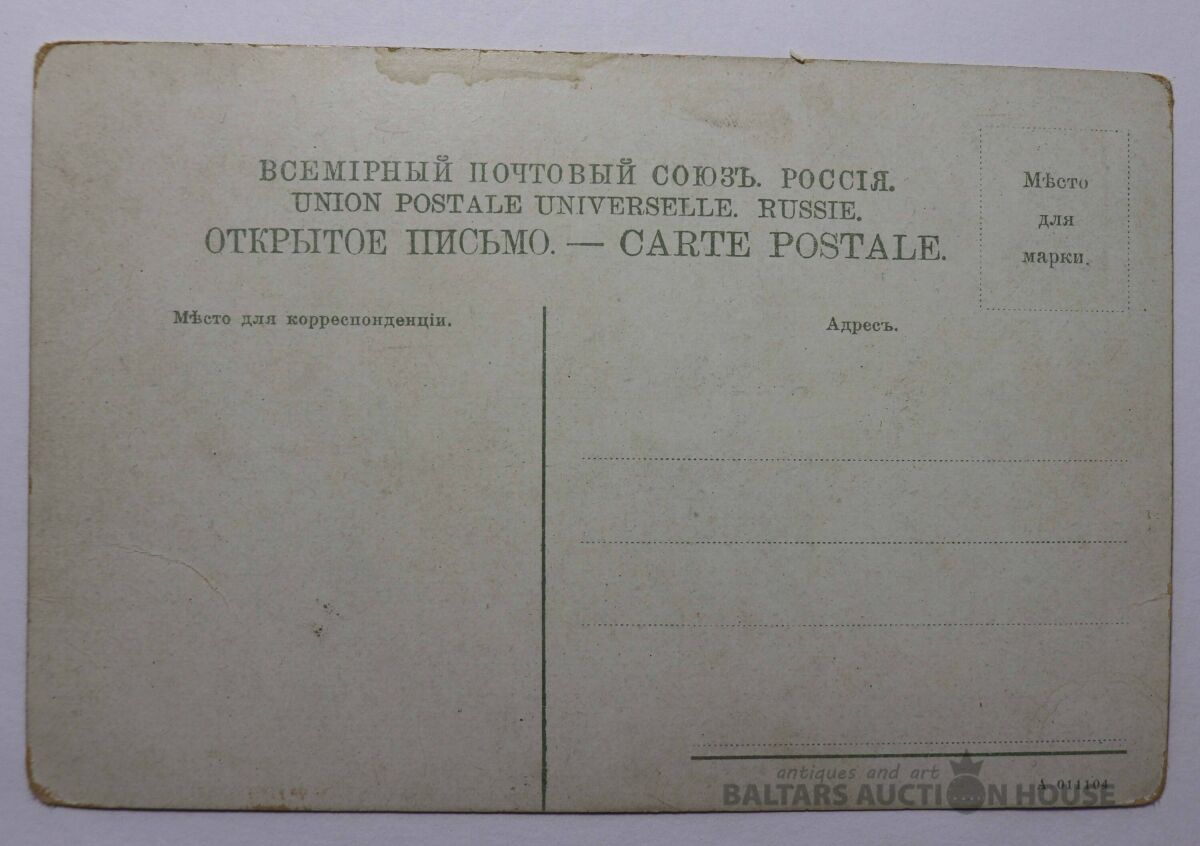 ВСЕМІРНЫЙ ПОЧТОВЫЙ СОЮЗЪ. РОССІЯ.
UNION POSTALE UNIVERSELLE. RUSSIE.
ОТКРЫТОЕ ПИСЬМО. — CARTE POSTALE.
Мѣсто
для
марки.
Мѣсто для корреспонденціи.
Адресъ.
antiques and art
BALTARS AUCTION HOUSE
А 011104